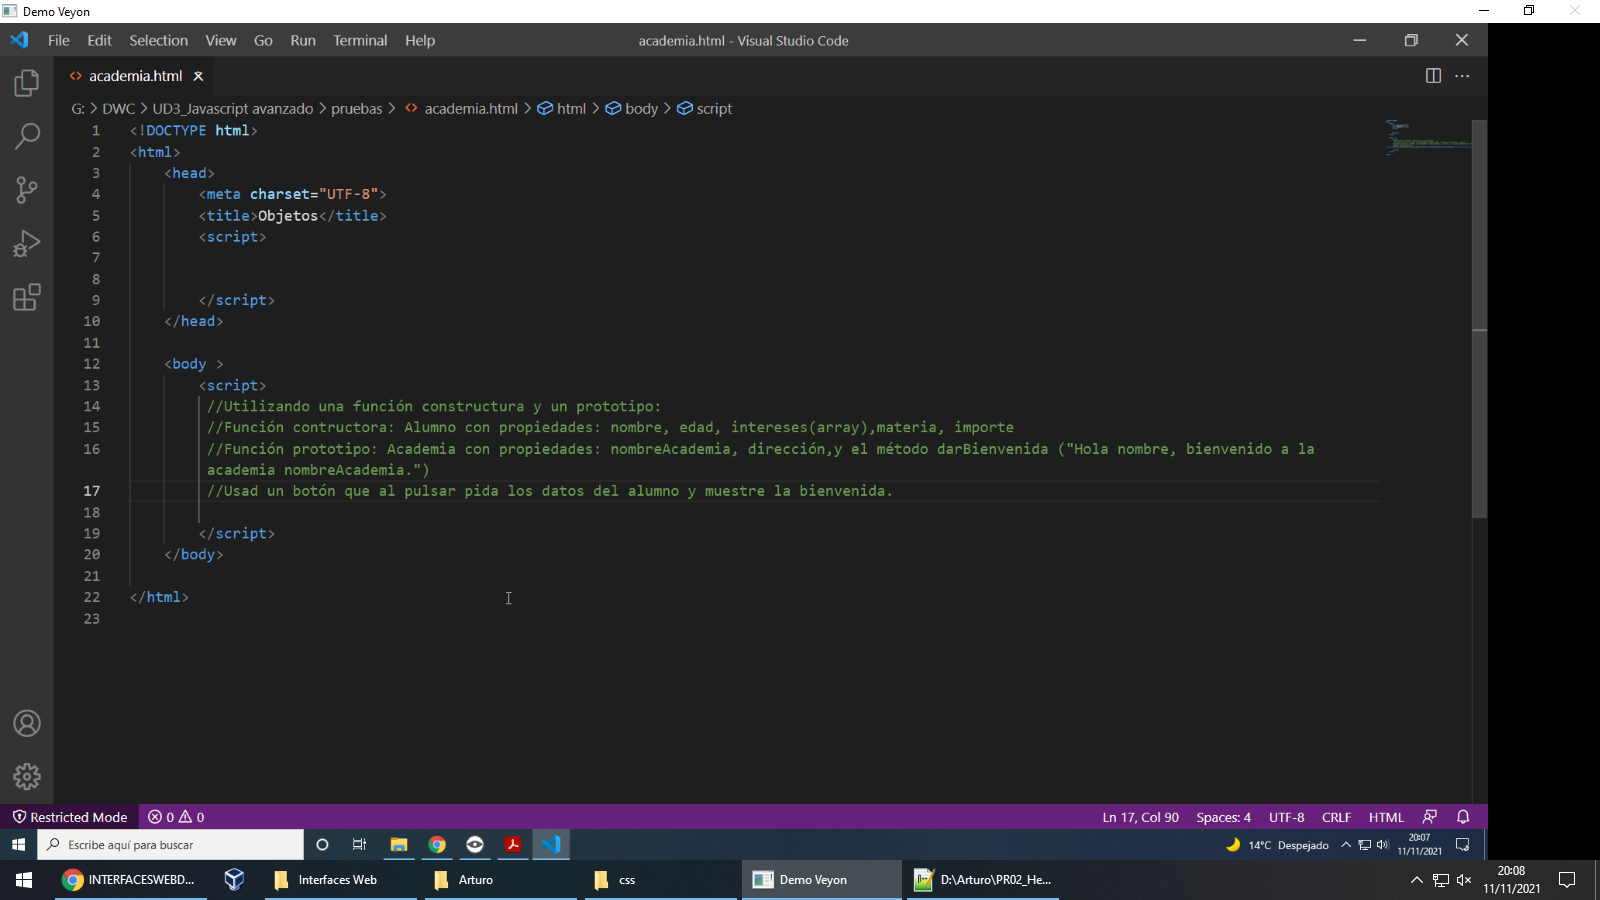 Demo Veyon
File Edit Selection View Go Run Terminal Help
academia.html - Visual Studio Code
academia.html
G: > DWC > UD3_Javascript avanzado > pruebas > academia.html > html > body > script
1 <!DOCTYPE html>
2 <html>
3 <head>
4 <meta charset="UTF-8">
5 <title>Objetos</title>
6 <script>
7
8
9 </script>
10 </head>
11
12 <body >
13 <script>
14 //Utilizando una función constructura y un prototipo:
15 //Función contructora: Alumno con propiedades: nombre, edad, intereses(array),materia, importe
16 //Función prototipo: Academia con propiedades: nombreAcademia, dirección,y el método darBienvenida ("Hola nombre, bienvenido a la
academia nombreAcademia.")
17 //Usad un botón que al pulsar pida los datos del alumno y muestre la bienvenida.
18
19 </script>
20 </body>
21
22 </html>
23
Restricted Mode 0 0 Ln 17, Col 90 Spaces: 4 UTF-8 CRLF HTML
Escribe aquí para buscar 14°C Despejado 20:07
11/11/2021
INTERFACESWEBD... Interfaces Web Arturo css Demo Veyon D:\Arturo\PR02_He... 20:08
11/11/2021